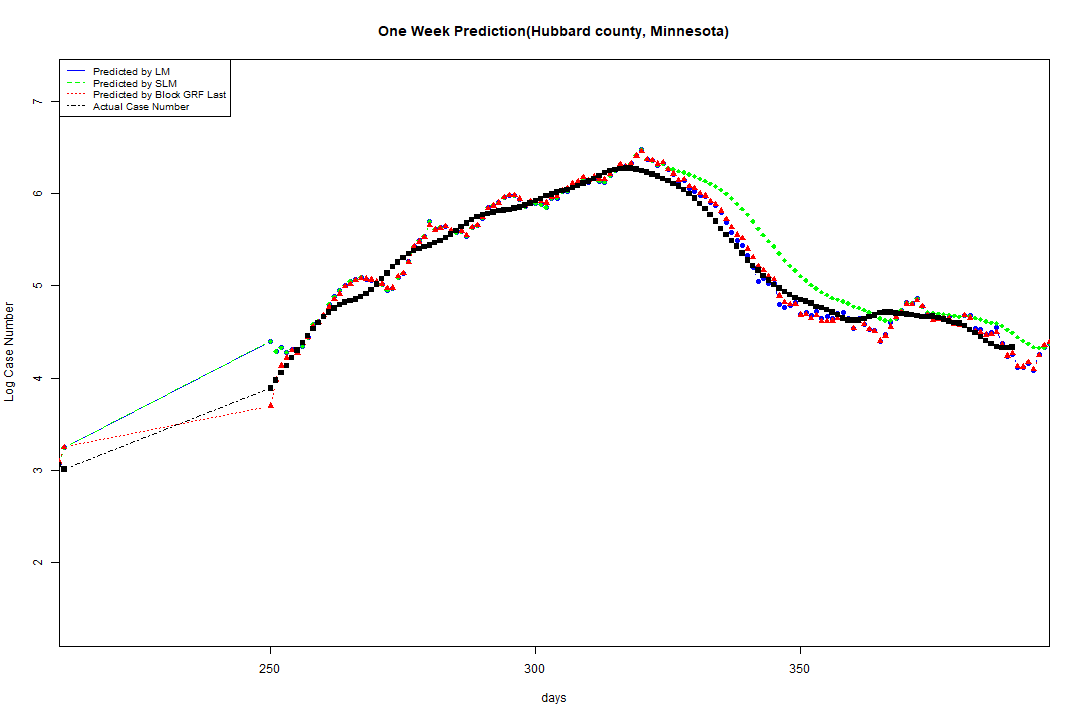 One Week Prediction(Hubbard county, Minnesota)
Predicted by LM
Predicted by SLM
Predicted by Block GRF Last
Actual Case Number
7
6
5
4
3
2
Log Case Number
250 300 350
days